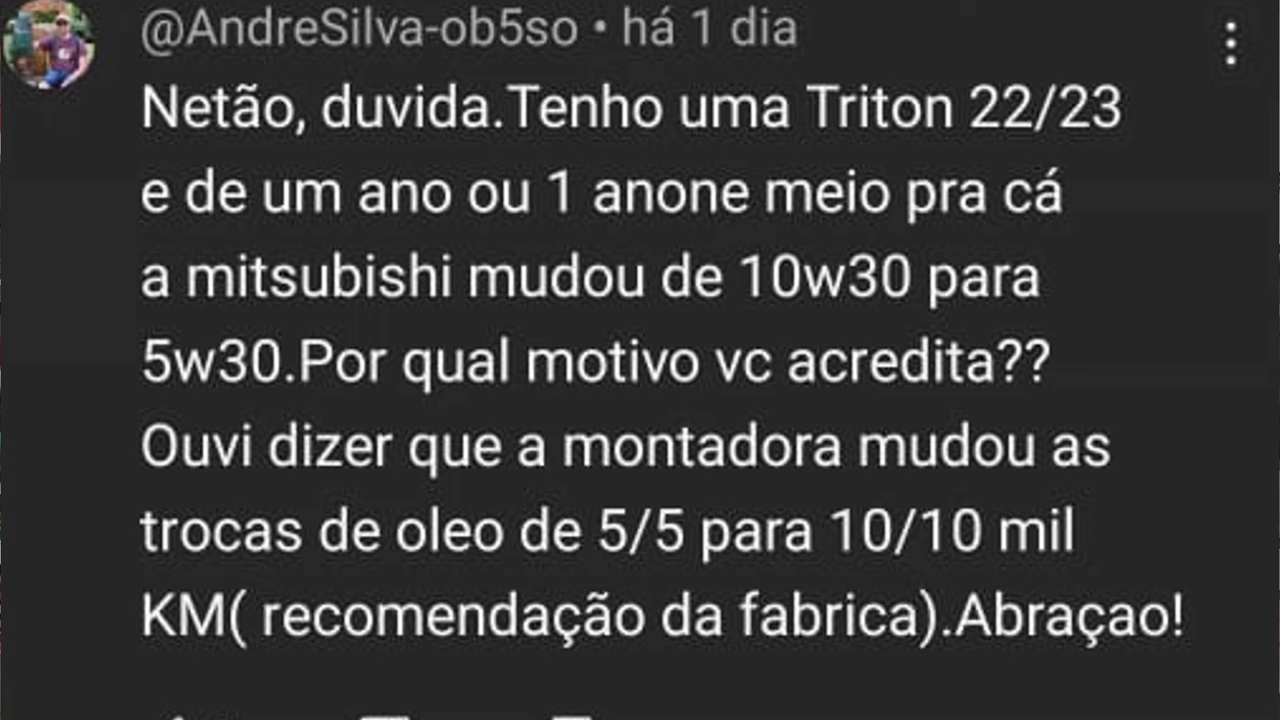 @AndreSilva-ob5so • há 1 dia
Netão, duvida.Tenho uma Triton 22/23
e de um ano ou 1 anone meio pra cá
a mitsubishi mudou de 10w30 para
5w30.Por qual motivo vc acredita??
Ouvi dizer que a montadora mudou as
trocas de oleo de 5/5 para 10/10 mil
KM( recomendação da fabrica).Abraçao!